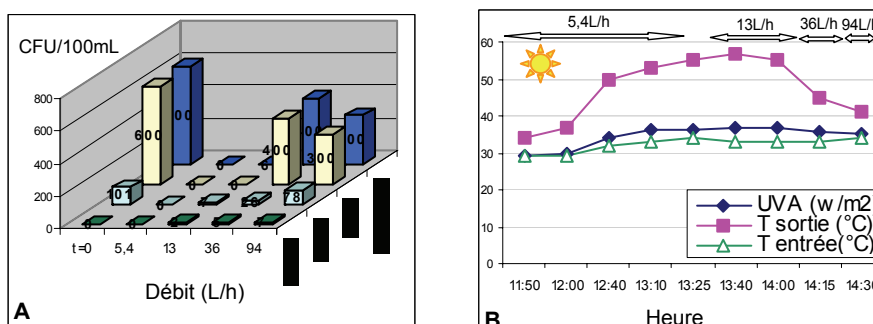 CFU/100mL
800
600
400
200
0
600
101
400
300
78
t=0 5,4 13 36 94
Débit (L/h)
A
5,4L/h 13L/h 36L/h 94L/h
60
50
40
30
20
10
0
UVA (w/m2
T sortie (°C)
T entrée(°C)
11:50 12:00 12:40 13:10 13:25 13:40 14:00 14:15 14:30
Heure
B